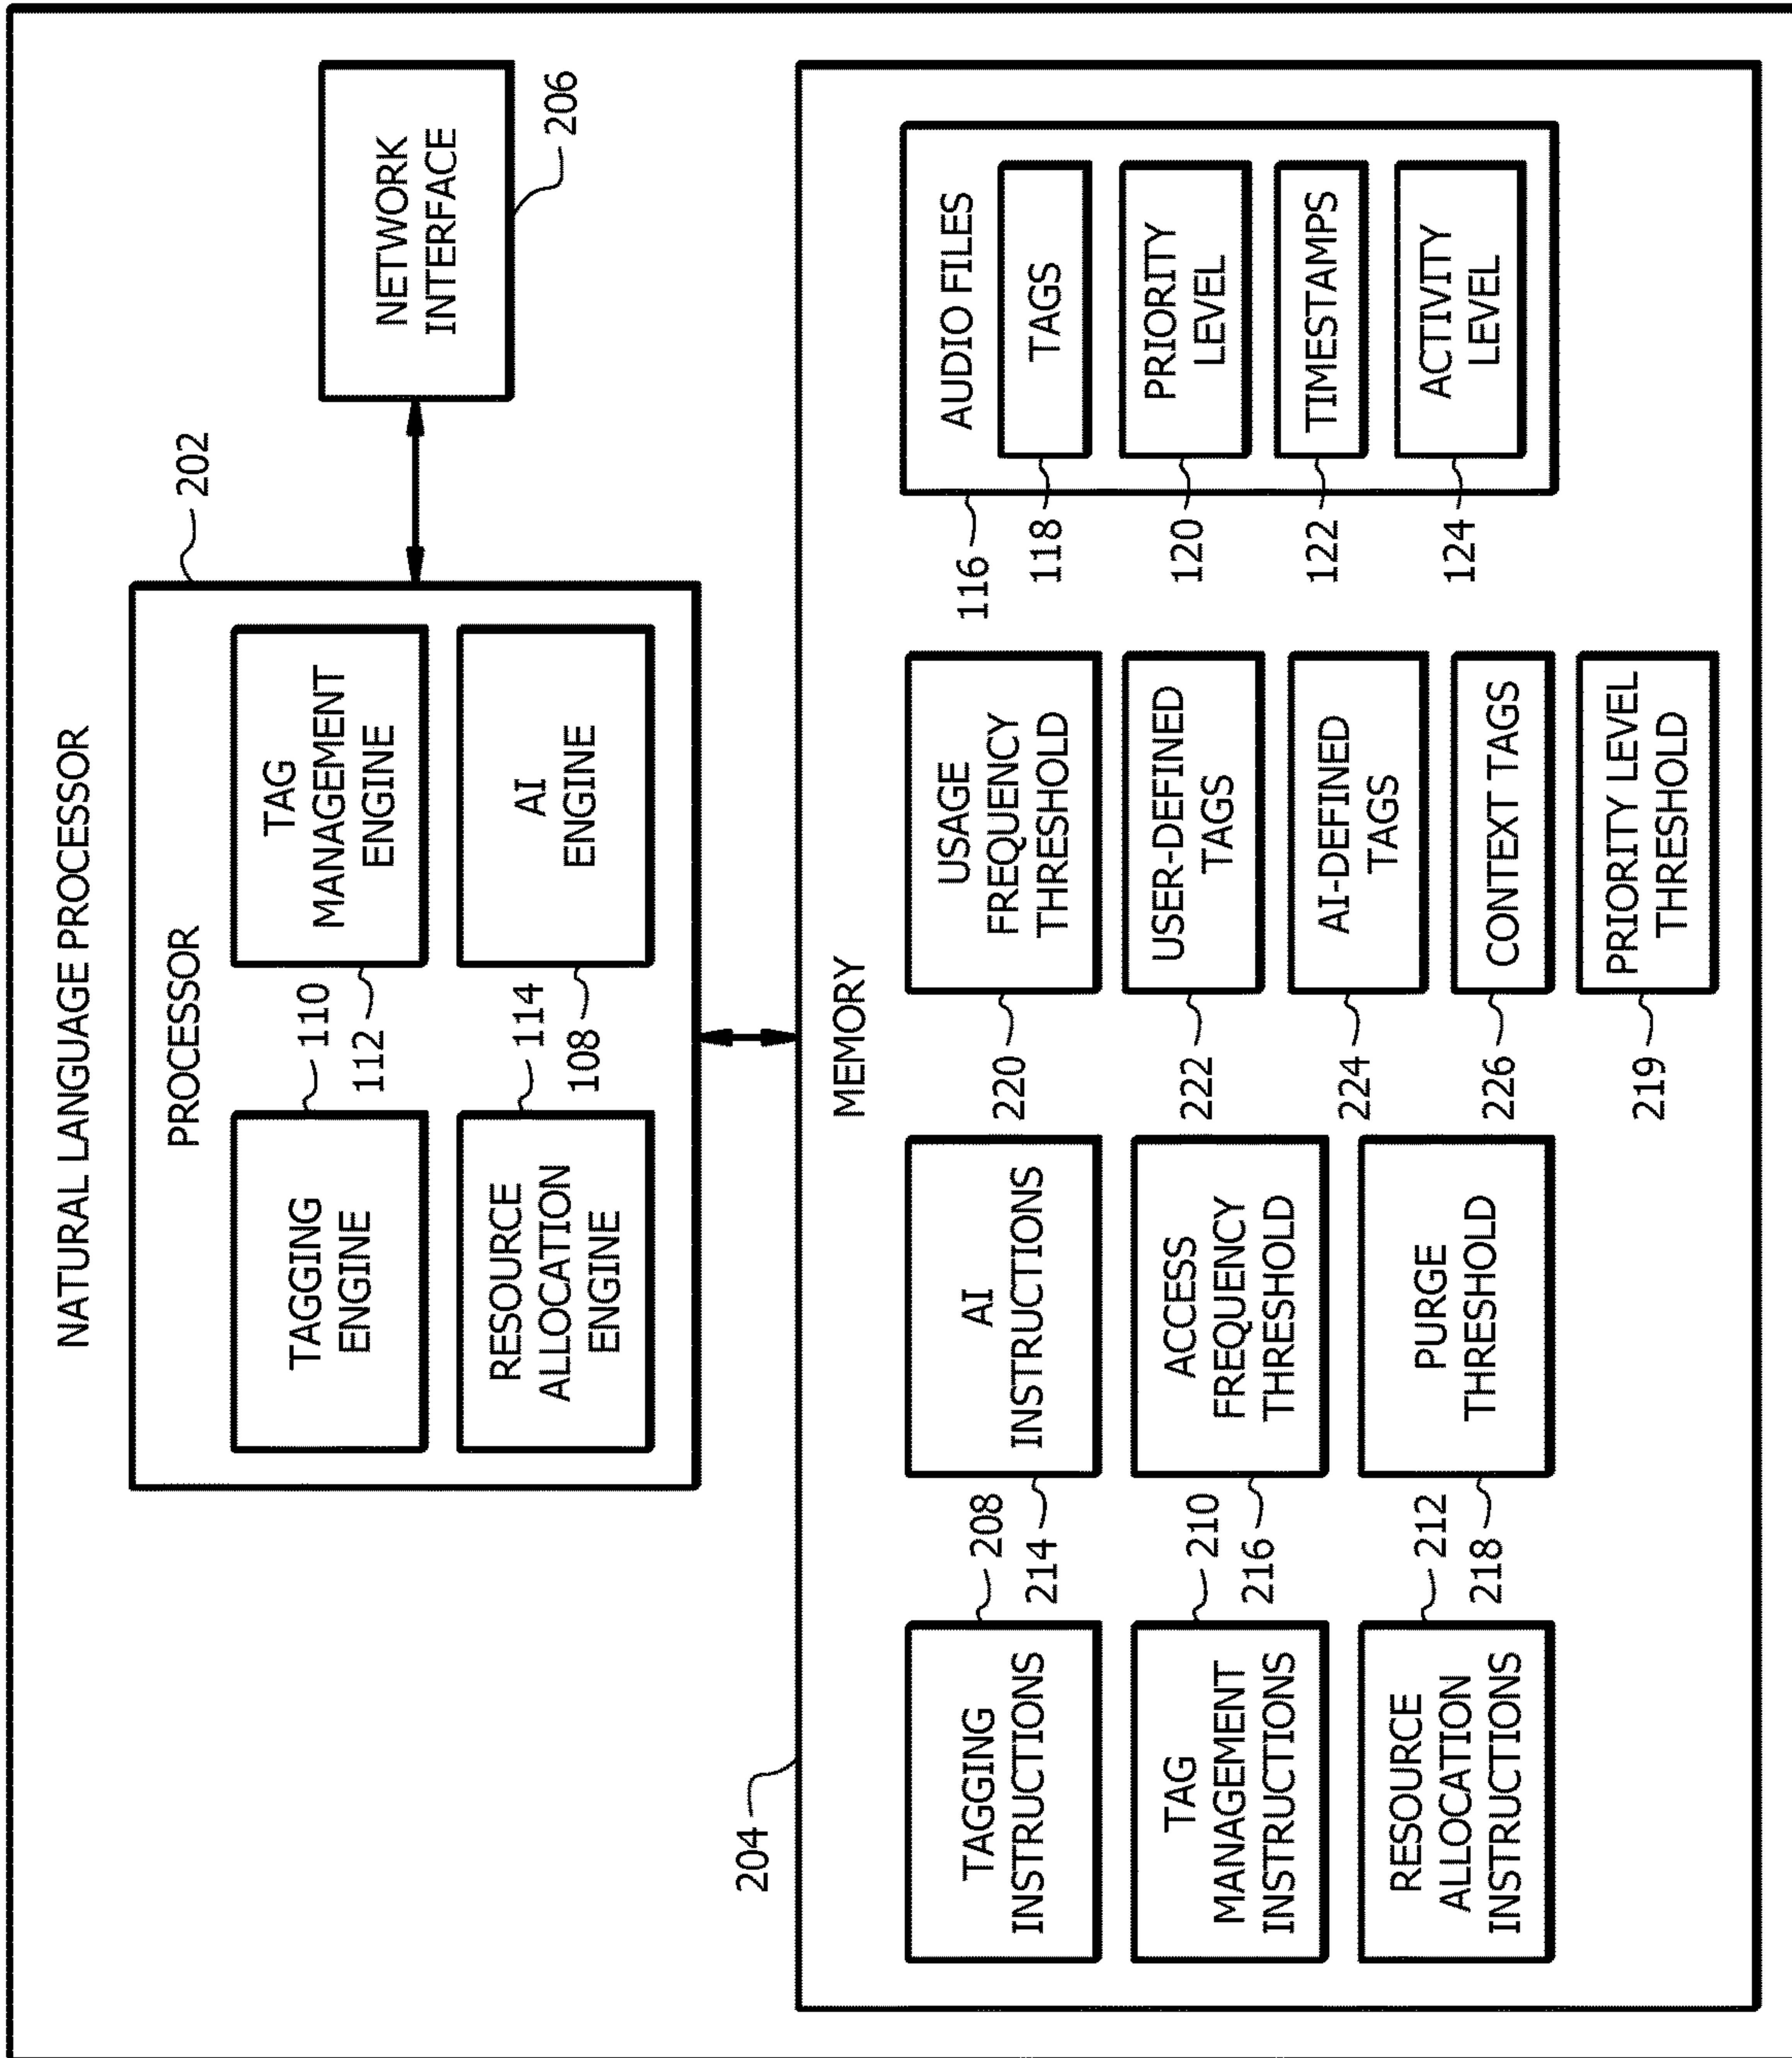 NATURAL LANGUAGE PROCESSOR
PROCESSOR
202
TAGGING
ENGINE
110
112
TAG
MANAGEMENT
ENGINE
RESOURCE
ALLOCATION
ENGINE
114
108
AI
ENGINE
NETWORK
INTERFACE
206
204
MEMORY
TAGGING
INSTRUCTIONS
208
214
AI
INSTRUCTIONS
TAG
MANAGEMENT
INSTRUCTIONS
210
216
ACCESS
FREQUENCY
THRESHOLD
RESOURCE
ALLOCATION
INSTRUCTIONS
212
218
PURGE
THRESHOLD
220
USAGE
FREQUENCY
THRESHOLD
222
USER-DEFINED
TAGS
224
AI-DEFINED
TAGS
226
CONTEXT TAGS
219
PRIORITY LEVEL
THRESHOLD
116
AUDIO FILES
118
TAGS
120
PRIORITY
LEVEL
122
TIMESTAMPS
124
ACTIVITY
LEVEL